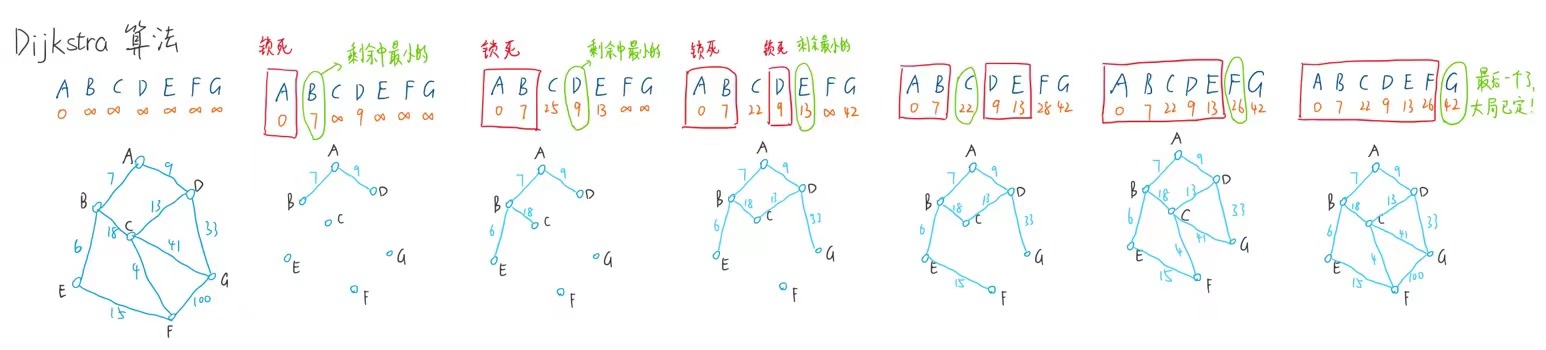 Dijkstra 算法
A B C D E F G
0 ∞ ∞ ∞ ∞ ∞ ∞
A
7 9
B D
13
C
18 33
6 41
4
E G
15 100
F
锁死
剩余中最小的
A B C D E F G
0 7 ∞ 9 ∞ ∞ ∞
A
7 9
B D
C
E G
F
锁死
剩余中最小的
A B C D E F G
0 7 25 9 13 ∞ ∞
A
7 9
B D
18 C
6
E G
F
锁死 锁死 剩余最小的
A B C D E F G
0 7 22 9 13 ∞ 42
A
7 9
B D
18 13
C
6 33
E G
F
A B C D E F G
0 7 22 9 13 28 42
A
7 9
B D
18 13
C
6 33
E G
15
F
A B C D E F G
0 7 22 9 13 26 42
A
7 9
B D
18 13
C
6 33
4 41
E G
15
F
A B C D E F G
0 7 22 9 13 26 42
最后一个了,
大局已定!
A
7 9
B D
18 13
C
6 41 33
4
E G
15 100
F